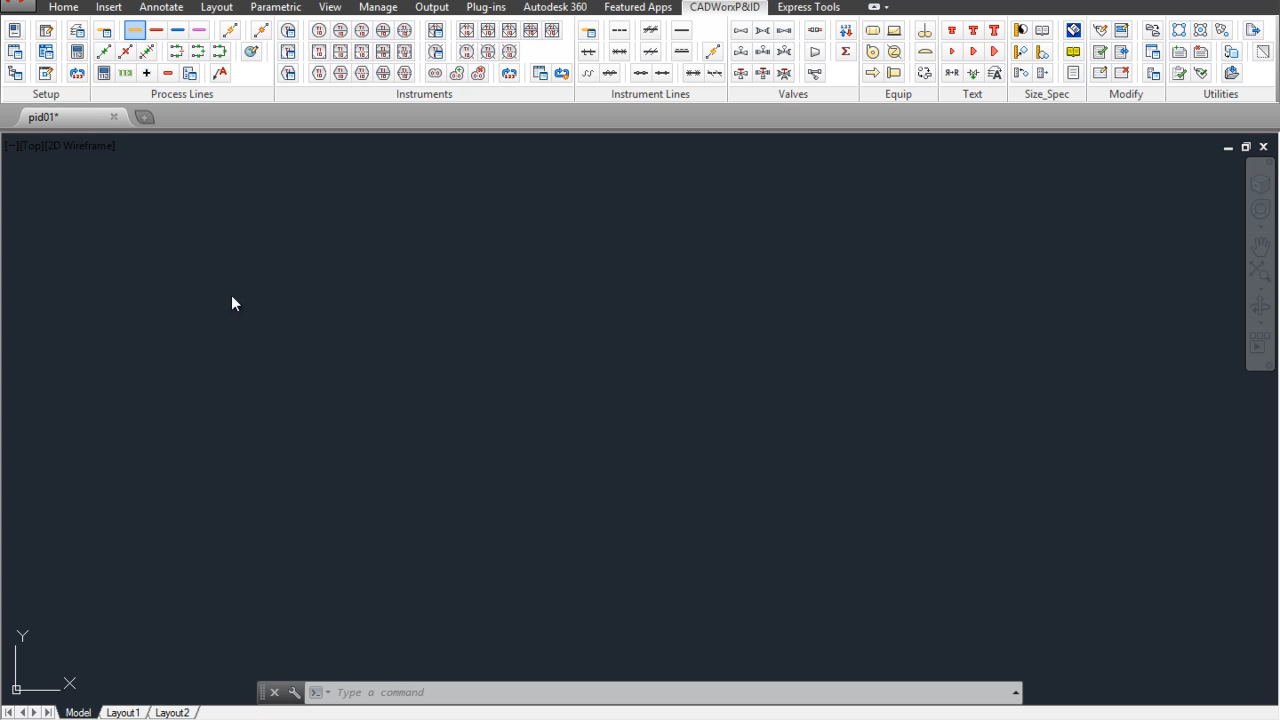 Home Insert Annotate Layout Parametric View Manage Output Plug-ins Autodesk 360 Featured Apps CADWorxP&ID Express Tools
Setup Process Lines Instruments Instrument Lines Valves Equip Text Size_Spec Modify Utilities
pid01*
[−][Top][2D Wireframe]
Y
X
Type a command
Model Layout1 Layout2